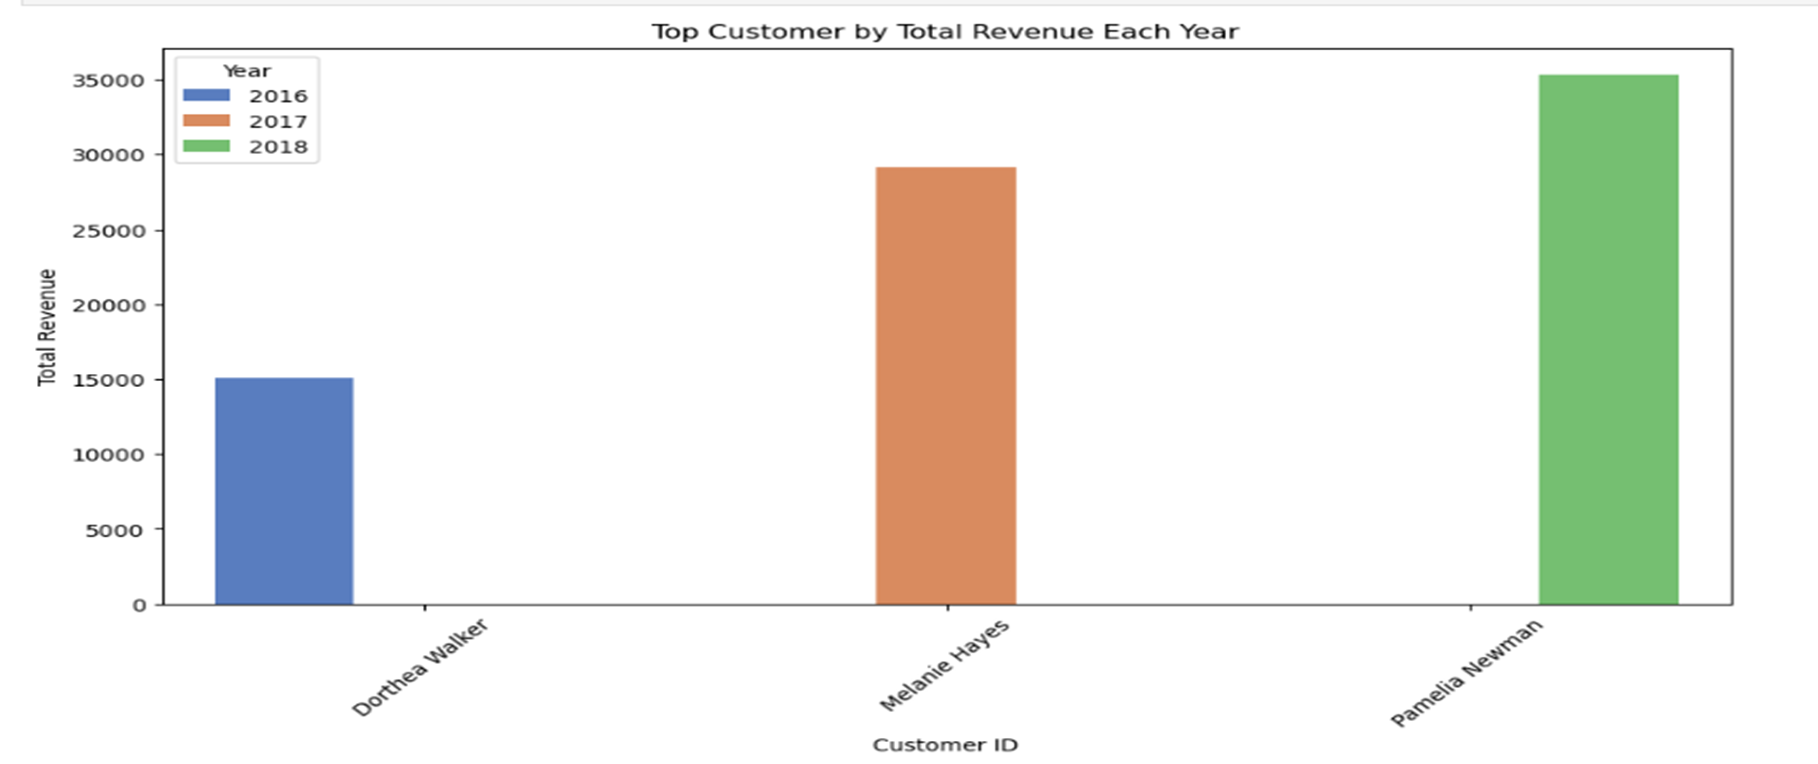 Top Customer by Total Revenue Each Year
Year
2016
2017
2018
35000
30000
25000
20000
15000
10000
5000
0
Total Revenue
Dorthea Walker
Melanie Hayes
Pamelia Newman
Customer ID